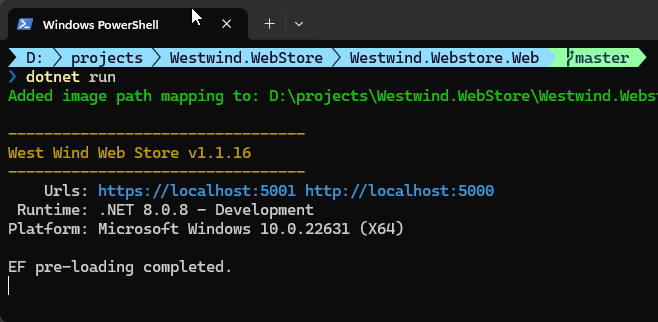 Windows PowerShell
D: projects Westwind.WebStore Westwind.Webstore.Web master
❯ dotnet run
Added image path mapping to: D:\projects\Westwind.WebStore\Westwind.Webst
---------------------------------
West Wind Web Store v1.1.16
---------------------------------
Urls: https://localhost:5001 http://localhost:5000
Runtime: .NET 8.0.8 - Development
Platform: Microsoft Windows 10.0.22631 (X64)
EF pre-loading completed.